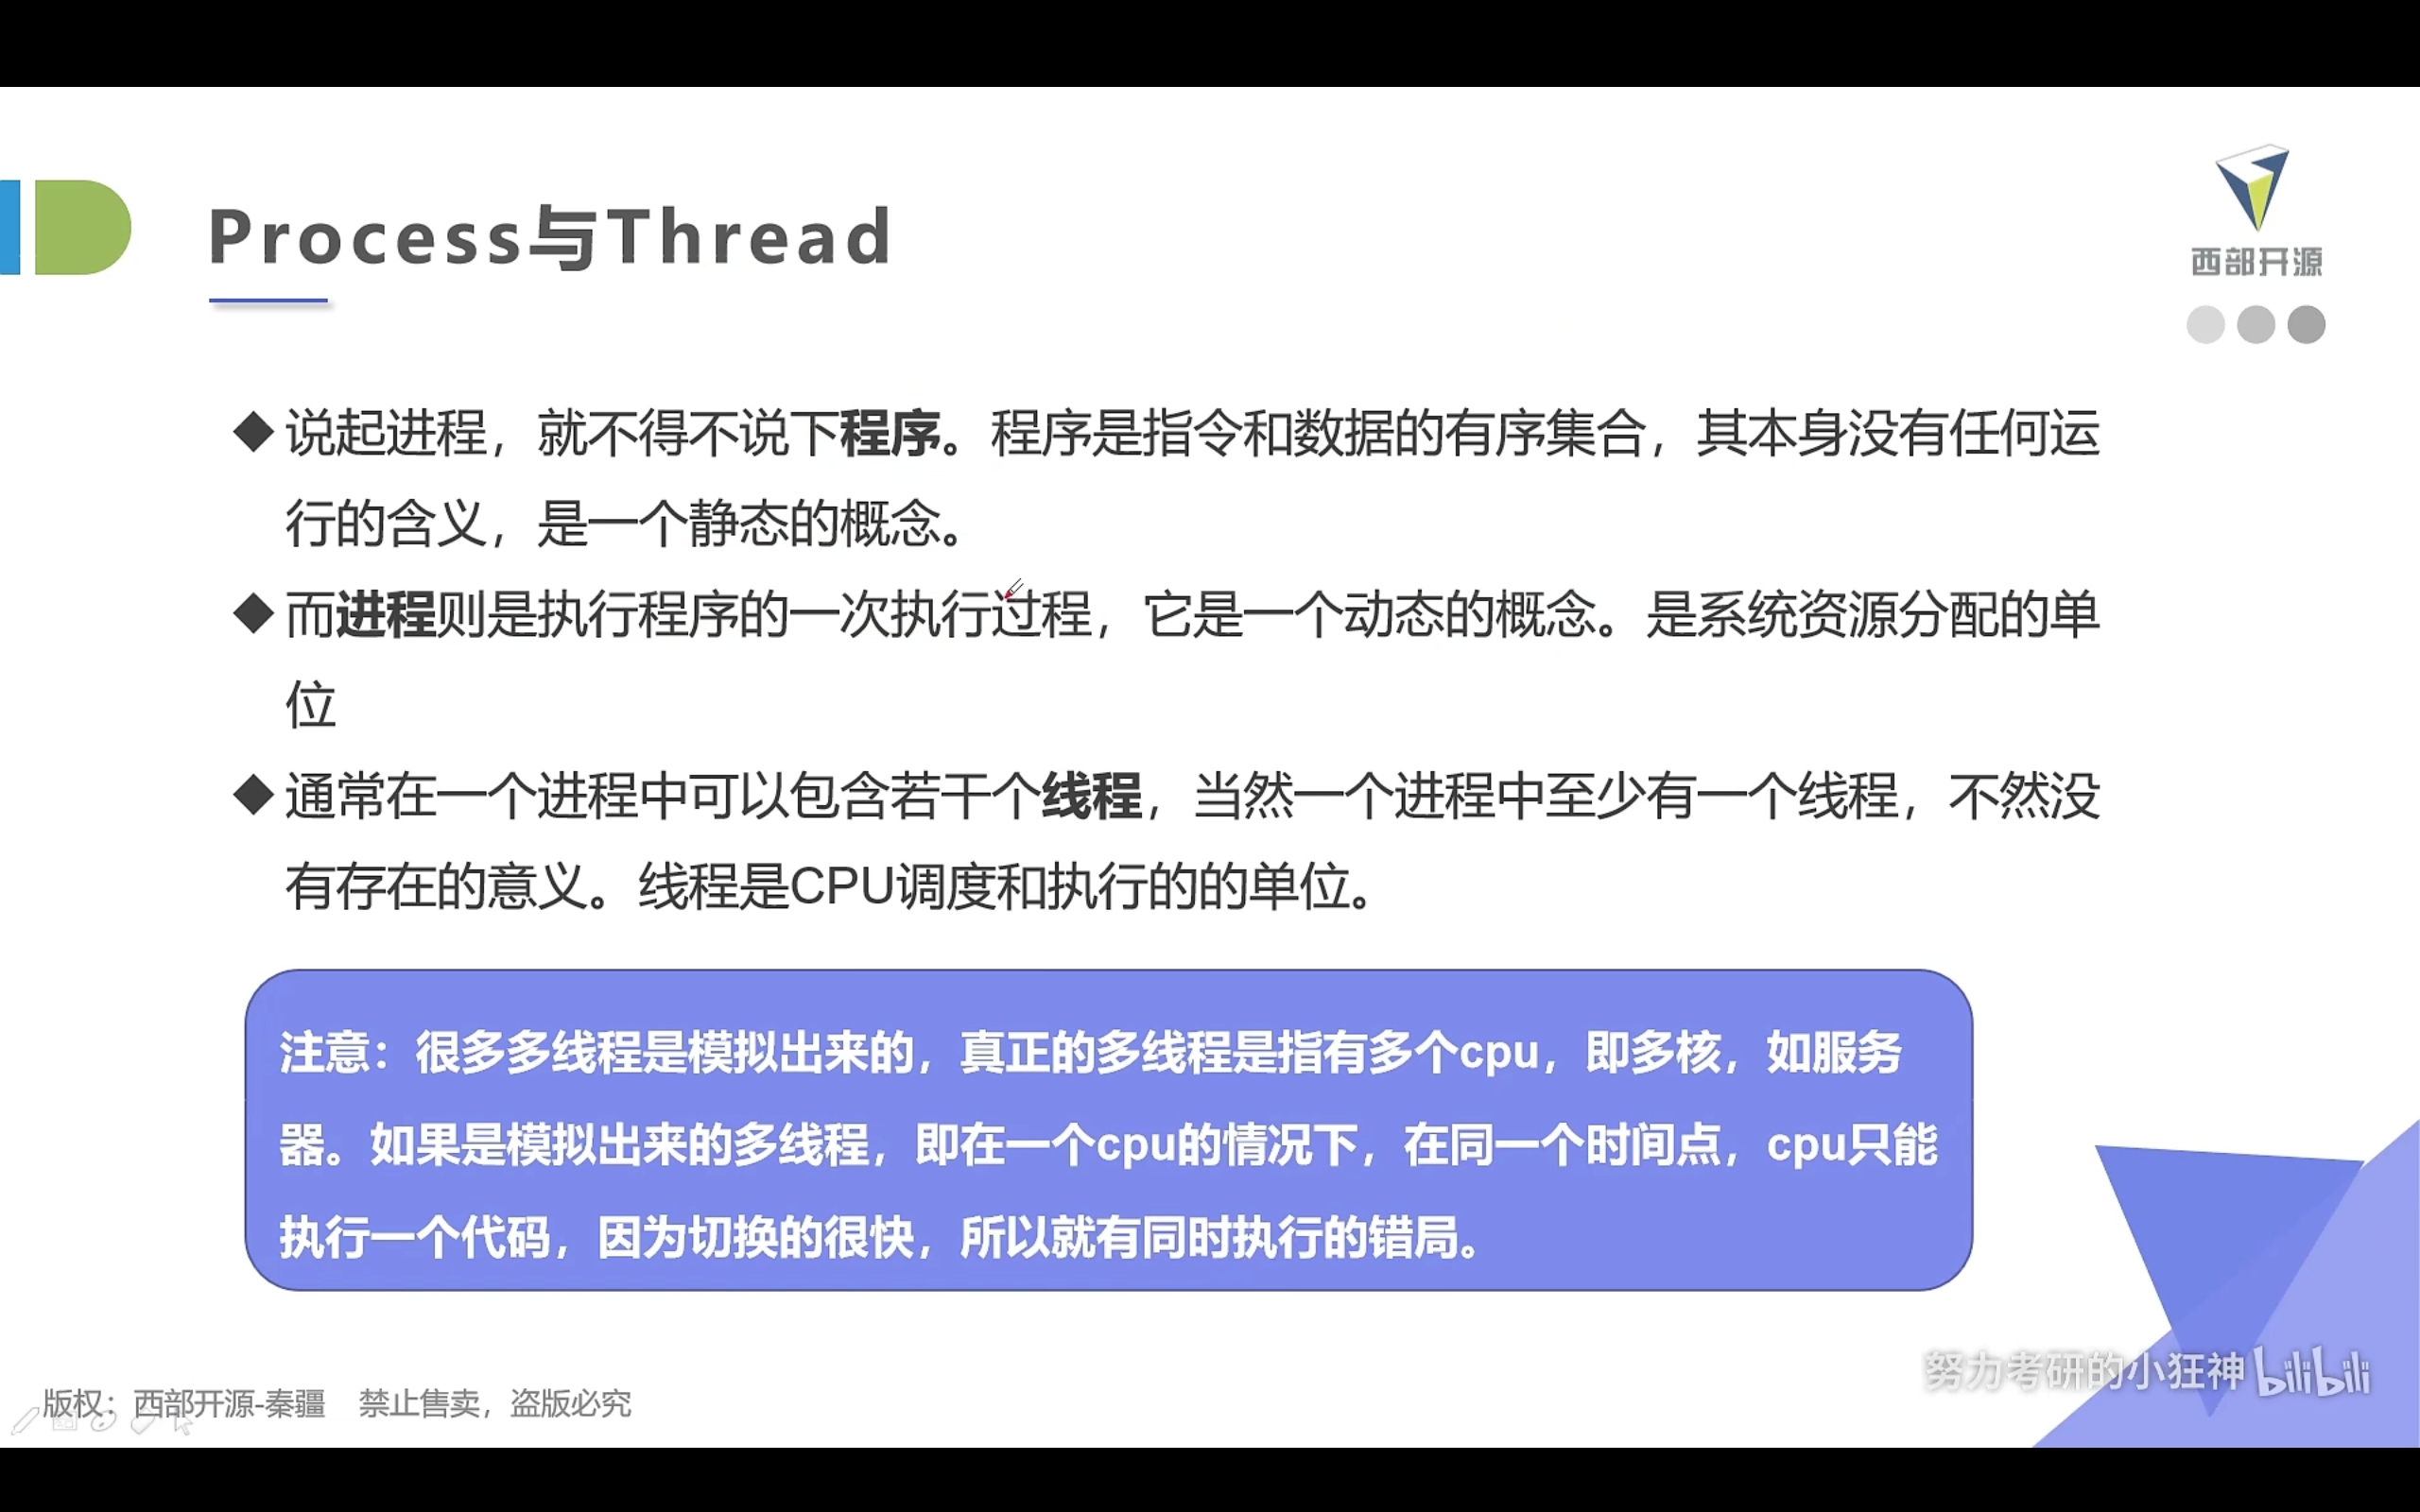 Process与Thread
西部开源
◆说起进程，就不得不说下程序。程序是指令和数据的有序集合，其本身没有任何运
行的含义，是一个静态的概念。
◆而进程则是执行程序的一次执行过程，它是一个动态的概念。是系统资源分配的单
位
◆通常在一个进程中可以包含若干个线程，当然一个进程中至少有一个线程，不然没
有存在的意义。线程是CPU调度和执行的的单位。
注意：很多多线程是模拟出来的，真正的多线程是指有多个cpu，即多核，如服务
器。如果是模拟出来的多线程，即在一个cpu的情况下，在同一个时间点，cpu只能
执行一个代码，因为切换的很快，所以就有同时执行的错局。
努力考研的小狂神 bilibili
版权：西部开源-秦疆 禁止售卖，盗版必究